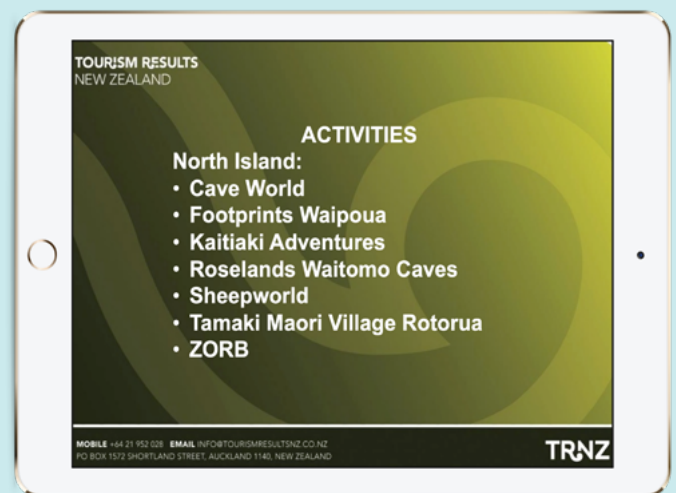 TOURISM RESULTS
NEW ZEALAND
ACTIVITIES
North Island:
• Cave World
• Footprints Waipoua
• Kaitiaki Adventures
• Roselands Waitomo Caves
• Sheepworld
• Tamaki Maori Village Rotorua
• ZORB
MOBILE +64 21 952 028 EMAIL INFO@TOURISMRESULTSNZ.CO.NZ
PO BOX 1572 SHORTLAND STREET, AUCKLAND 1140, NEW ZEALAND
TRNZ